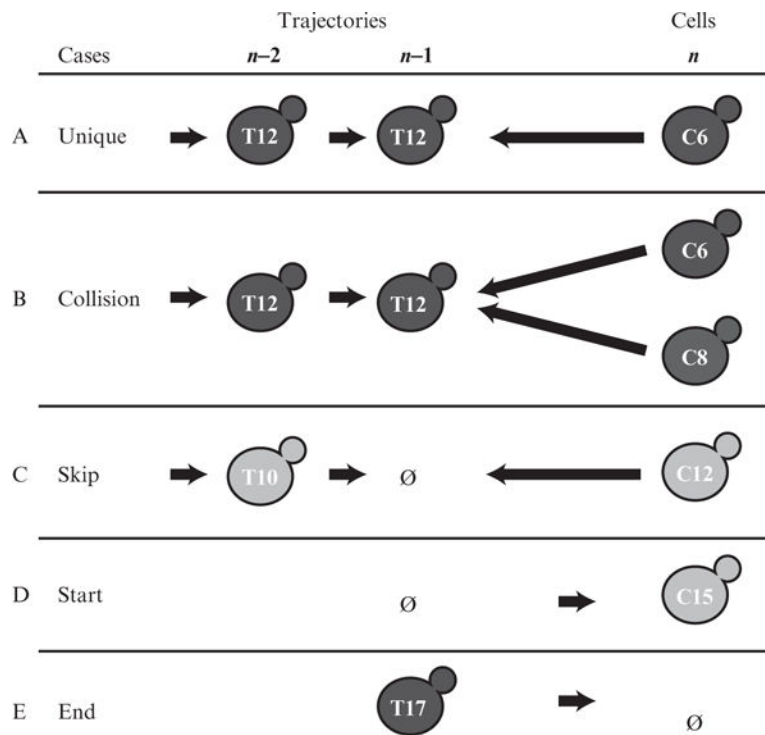 Trajectories Cells
Cases n–2 n–1 n
A Unique T12 T12 C6
C6
B Collision T12 T12
C8
C Skip T10 Ø C12
D Start Ø C15
E End T17 Ø